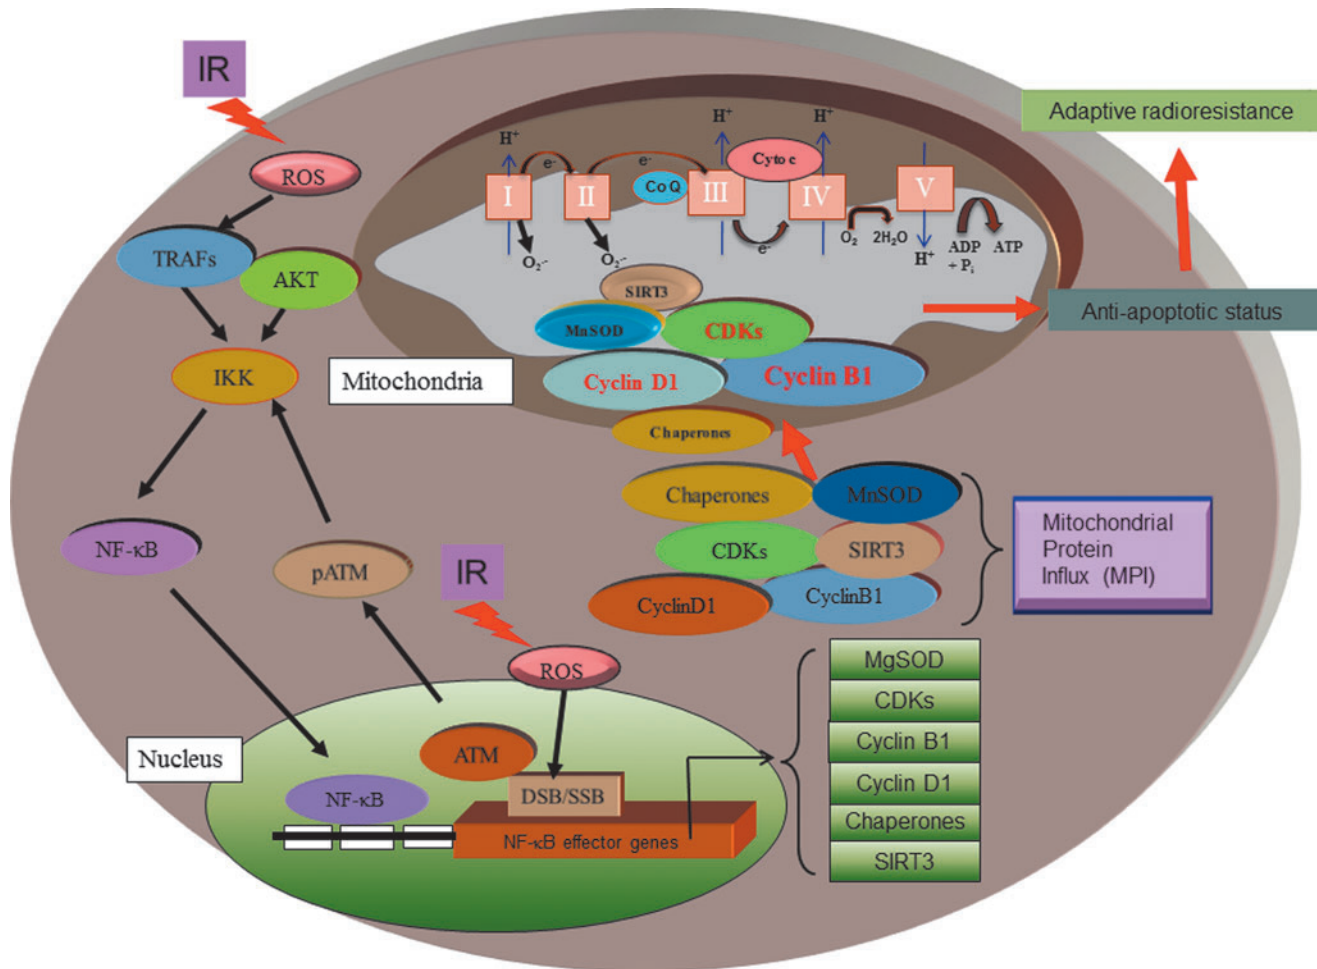 IR
ROS
TRAFs
AKT
IKK
NF-κB
pATM
Mitochondria
H⁺
e⁻
e⁻
H⁺
Cyto c
H⁺
I
II
CoQ
III
IV
V
O₂˙⁻
O₂˙⁻
e⁻
O₂
2H₂O
H⁺
ADP
+ Pᵢ
ATP
SIRT3
MnSOD
CDKs
Cyclin D1
Cyclin B1
Chaperones
Adaptive radioresistance
Anti-apoptotic status
Chaperones
MnSOD
CDKs
SIRT3
CyclinD1
CyclinB1
Mitochondrial
Protein
Influx (MPI)
IR
ROS
Nucleus
ATM
NF-κB
DSB/SSB
NF-κB effector genes
MgSOD
CDKs
Cyclin B1
Cyclin D1
Chaperones
SIRT3